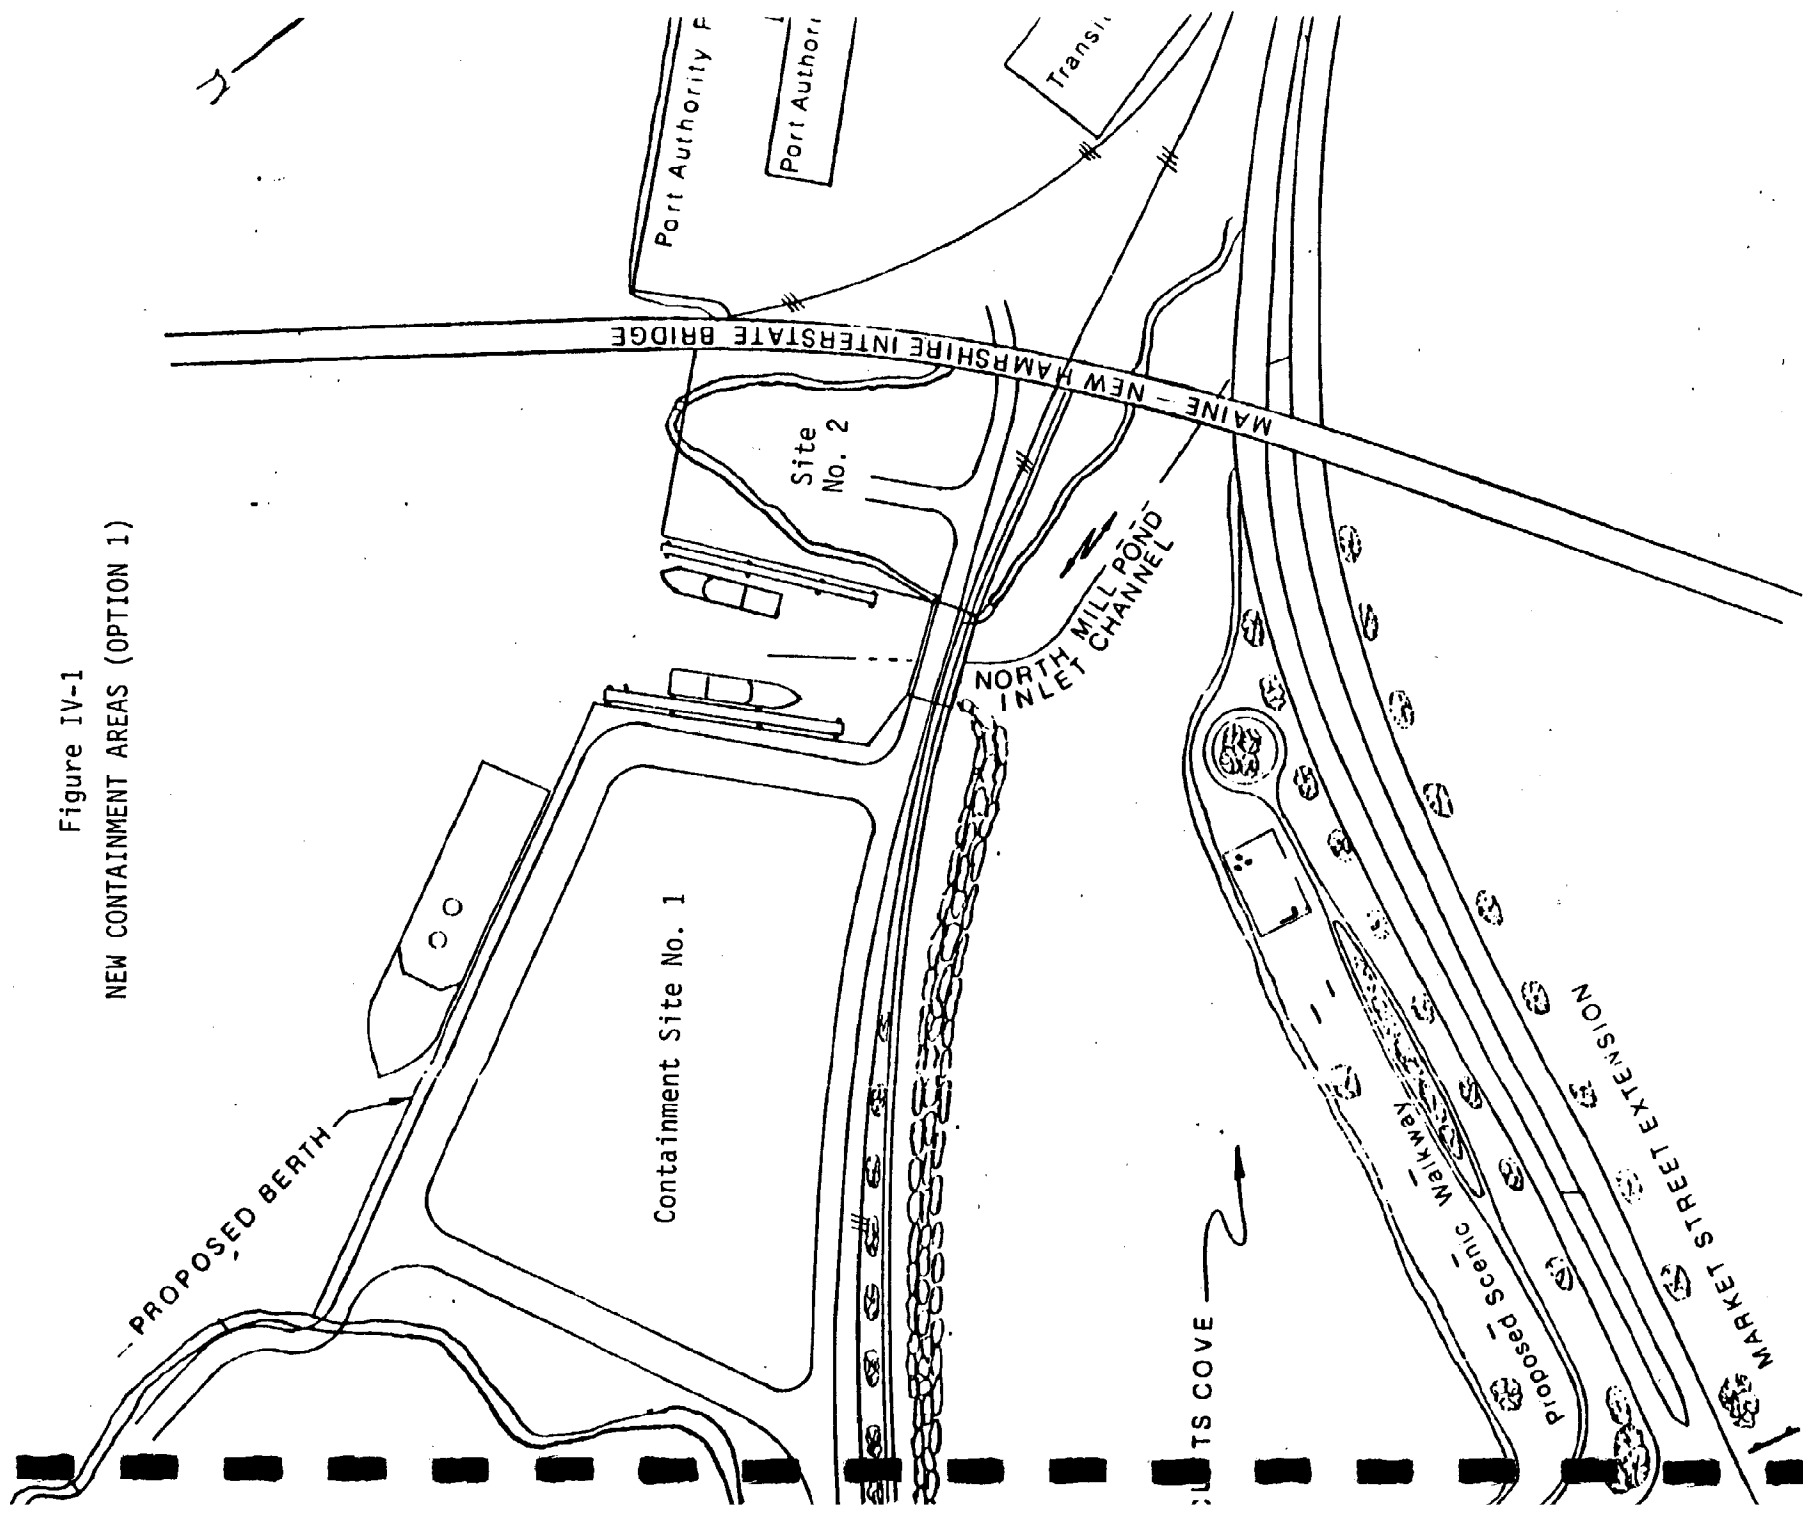 Figure IV-1
NEW CONTAINMENT AREAS (OPTION 1)
PROPOSED BERTH
Containment Site No. 1
Site
No. 2
Port Authority
Port Authori
Transi
MAINE - NEW HAMPSHIRE INTERSTATE BRIDGE
NORTH MILL POND
INLET CHANNEL
CUTS COVE
Proposed Scenic Walkway
MARKET STREET EXTENSION